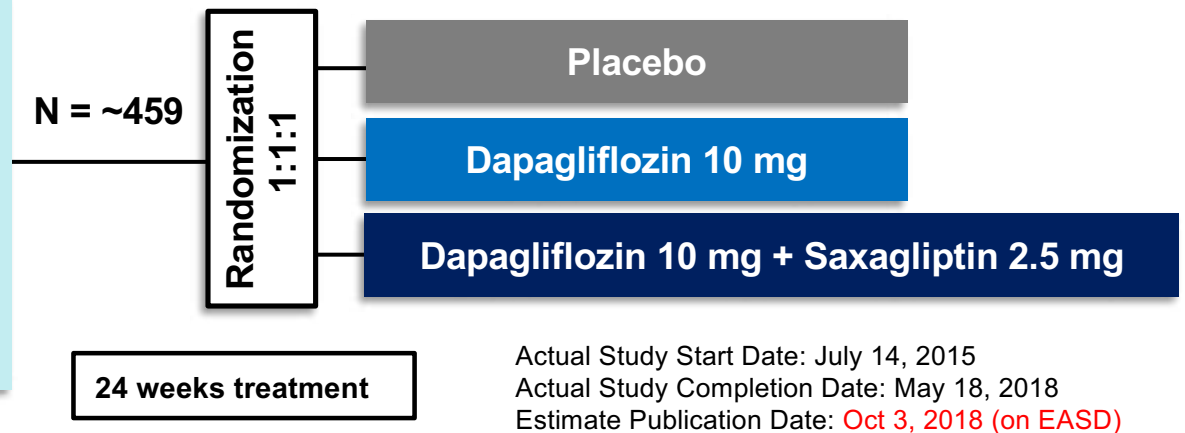 N = ~459
Randomization
1:1:1
Placebo
Dapagliflozin 10 mg
Dapagliflozin 10 mg + Saxagliptin 2.5 mg
24 weeks treatment
Actual Study Start Date: July 14, 2015
Actual Study Completion Date: May 18, 2018
Estimate Publication Date: Oct 3, 2018 (on EASD)